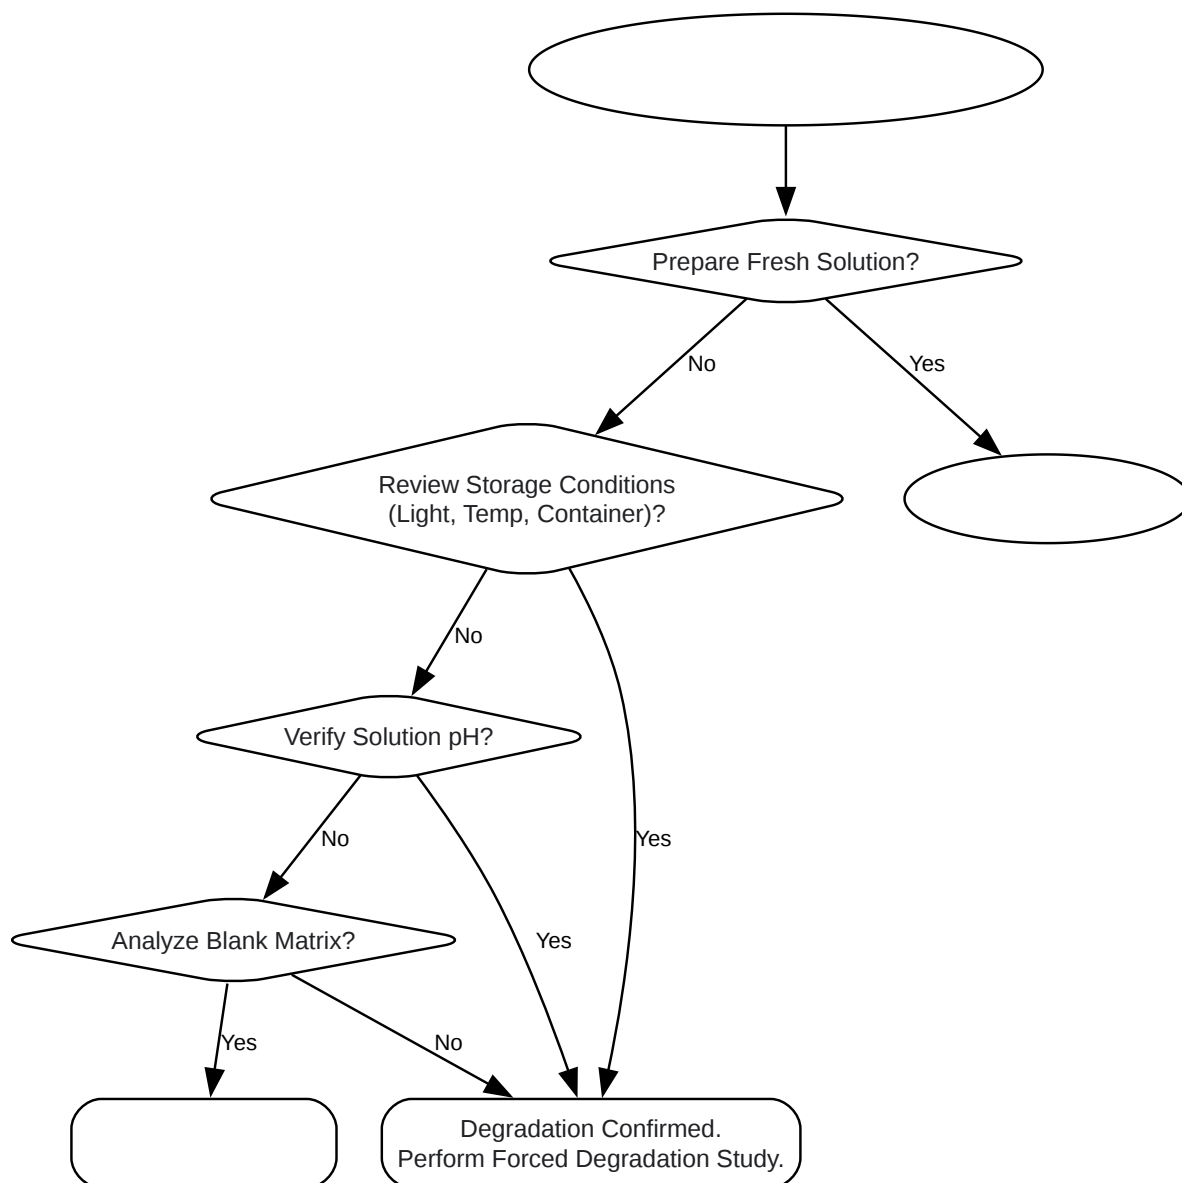 Prepare Fresh Solution?
No
Yes
Review Storage Conditions
(Light, Temp, Container)?
No
Verify Solution pH?
No
Yes
Analyze Blank Matrix?
Yes
Yes
No
Degradation Confirmed.
Perform Forced Degradation Study.